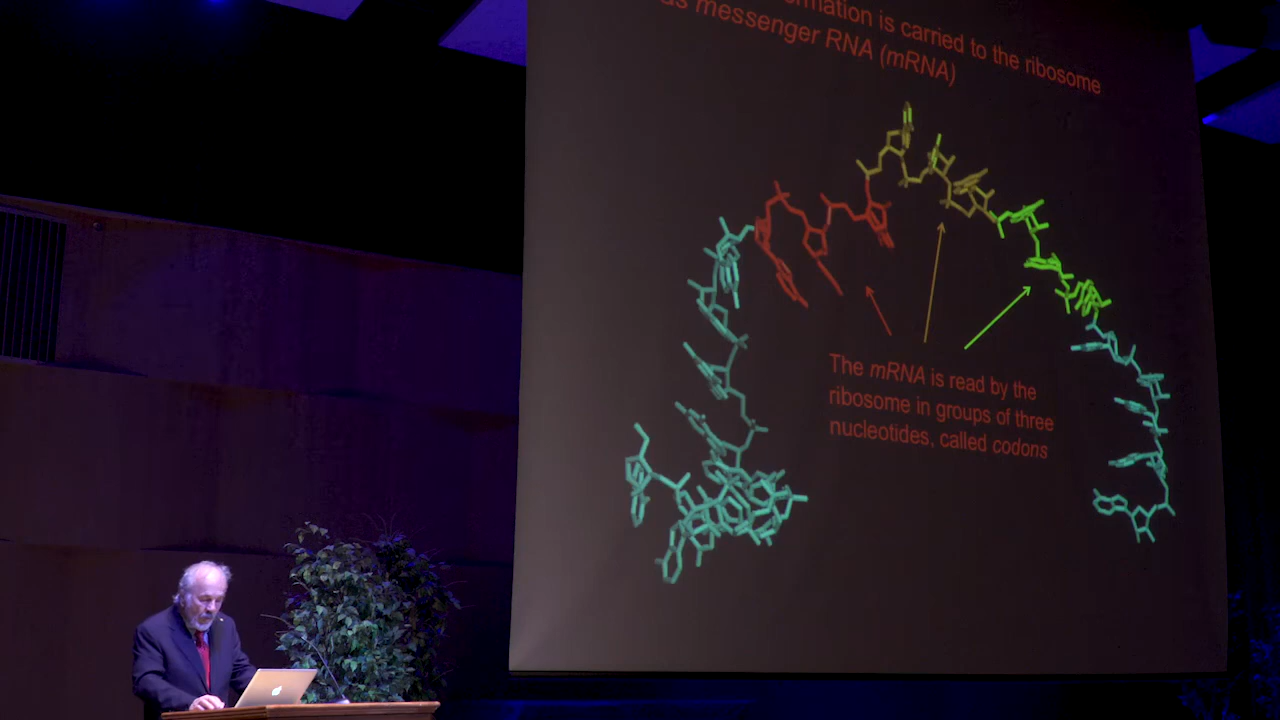 is carried to the ribosome
as messenger RNA (mRNA)
The mRNA is read by the
ribosome in groups of three
nucleotides, called codons